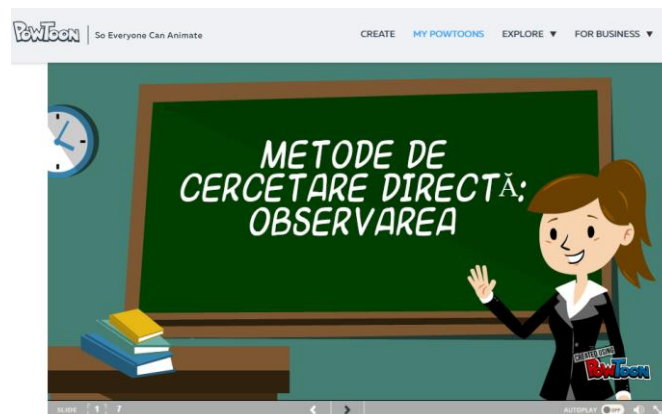 PowToon So Everyone Can Animate CREATE MY POWTOONS EXPLORE ▼ FOR BUSINESS ▼
METODE DE
CERCETARE DIRECTĂ:
OBSERVAREA
CREATED USING
PowToon
SLIDE 1 7 AUTOPLAY OFF